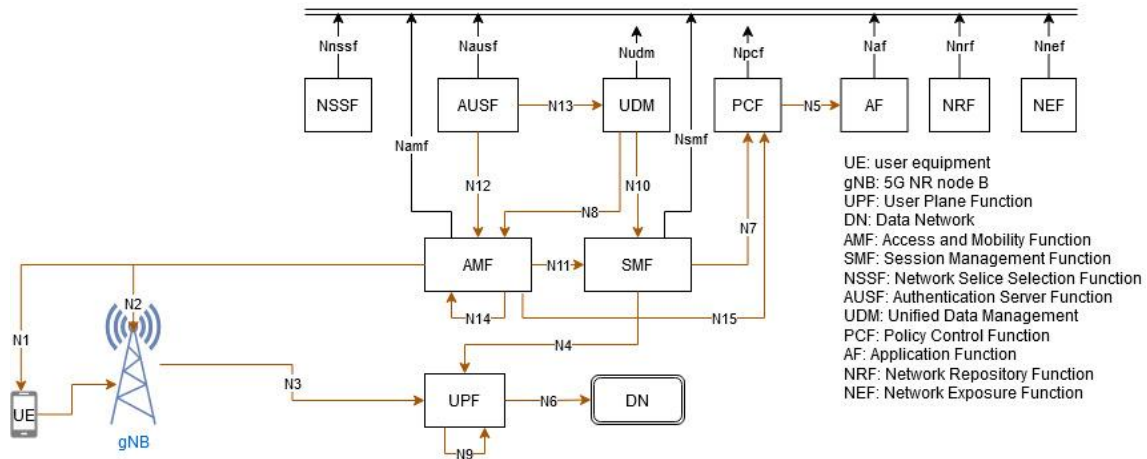 Nnssf
Nausf
Nudm
Npcf
Naf
Nnrf
Nnef
NSSF
AUSF
N13
UDM
PCF
N5
AF
NRF
NEF
Namf
Nsmf
N12
N10
N8
N7
AMF
N11
SMF
N14
N15
N2
N1
N4
N3
UE
gNB
UPF
N6
DN
N9
UE: user equipment
gNB: 5G NR node B
UPF: User Plane Function
DN: Data Network
AMF: Access and Mobility Function
SMF: Session Management Function
NSSF: Network Selice Selection Function
AUSF: Authentication Server Function
UDM: Unified Data Management
PCF: Policy Control Function
AF: Application Function
NRF: Network Repository Function
NEF: Network Exposure Function